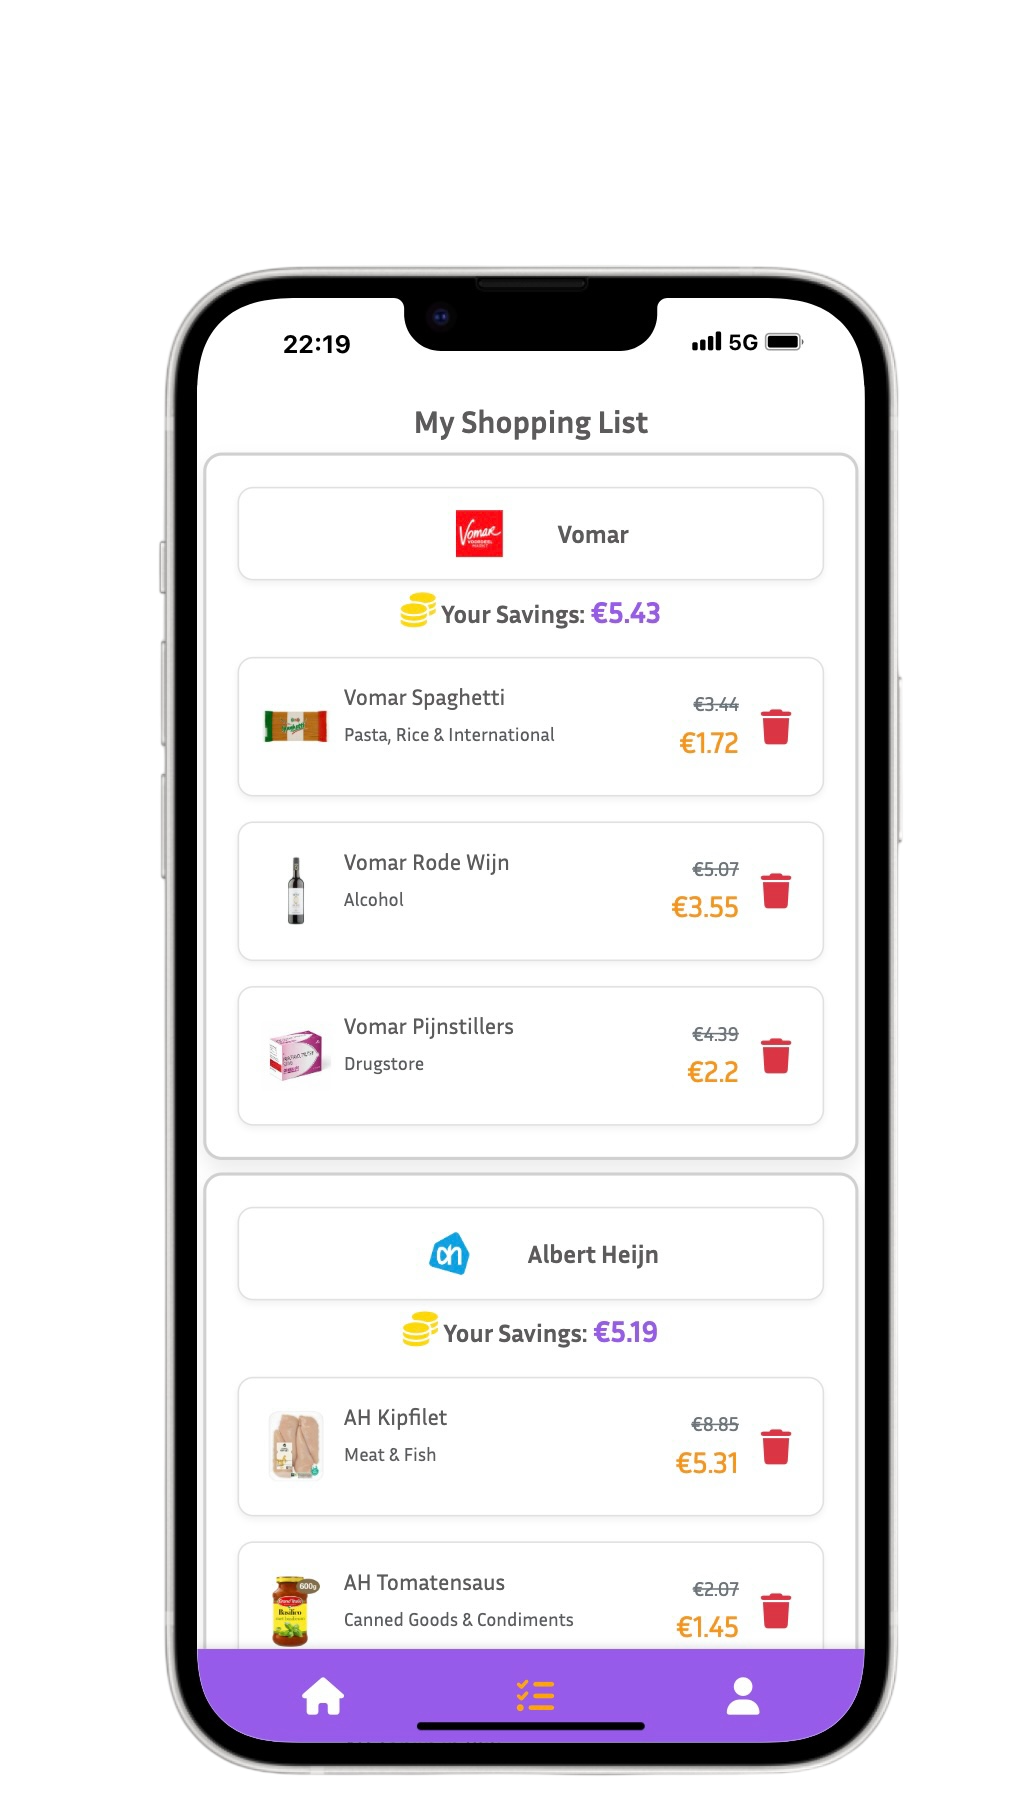 22:19
5G
My Shopping List
Vomar
Vomar
Your Savings: €5.43
Vomar Spaghetti
Pasta, Rice & International
€3.44
€1.72
Vomar Rode Wijn
Alcohol
€5.07
€3.55
Vomar Pijnstillers
Drugstore
€4.39
€2.2
Albert Heijn
Your Savings: €5.19
AH Kipfilet
Meat & Fish
€8.85
€5.31
600g
Basilico
AH Tomatensaus
Canned Goods & Condiments
€2.07
€1.45